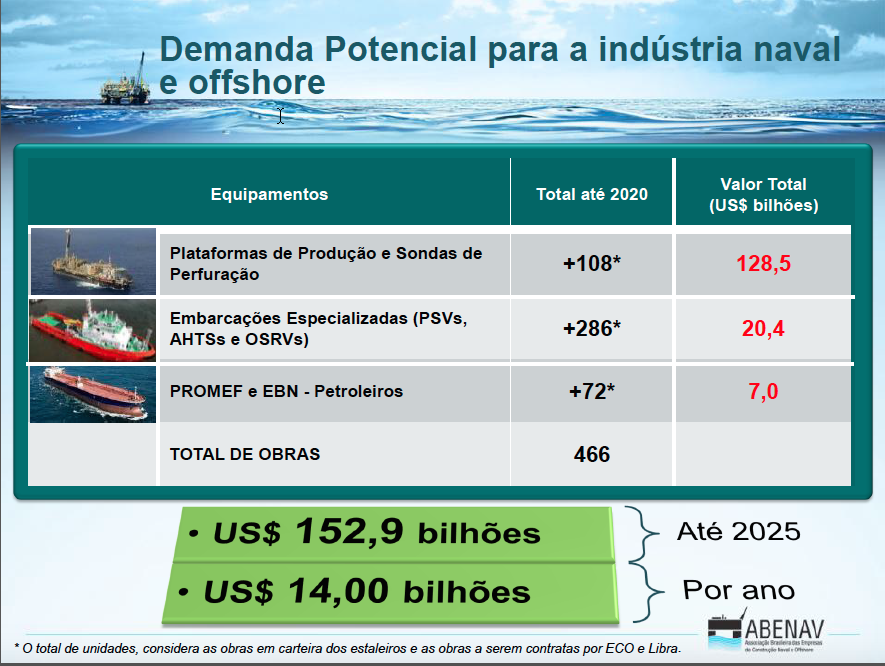 Demanda Potencial para a indústria naval
e offshore
Equipamentos
Total até 2020
Valor Total
(US$ bilhões)
Plataformas de Produção e Sondas de
Perfuração
+108*
128,5
Embarcações Especializadas (PSVs,
AHTSs e OSRVs)
+286*
20,4
PROMEF e EBN - Petroleiros
+72*
7,0
TOTAL DE OBRAS
466
• US$ 152,9 bilhões
Até 2025
• US$ 14,00 bilhões
Por ano
ABENAV
Associação Brasileira das Empresas
de Construção Naval e Offshore
* O total de unidades, considera as obras em carteira dos estaleiros e as obras a serem contratas por ECO e Libra.